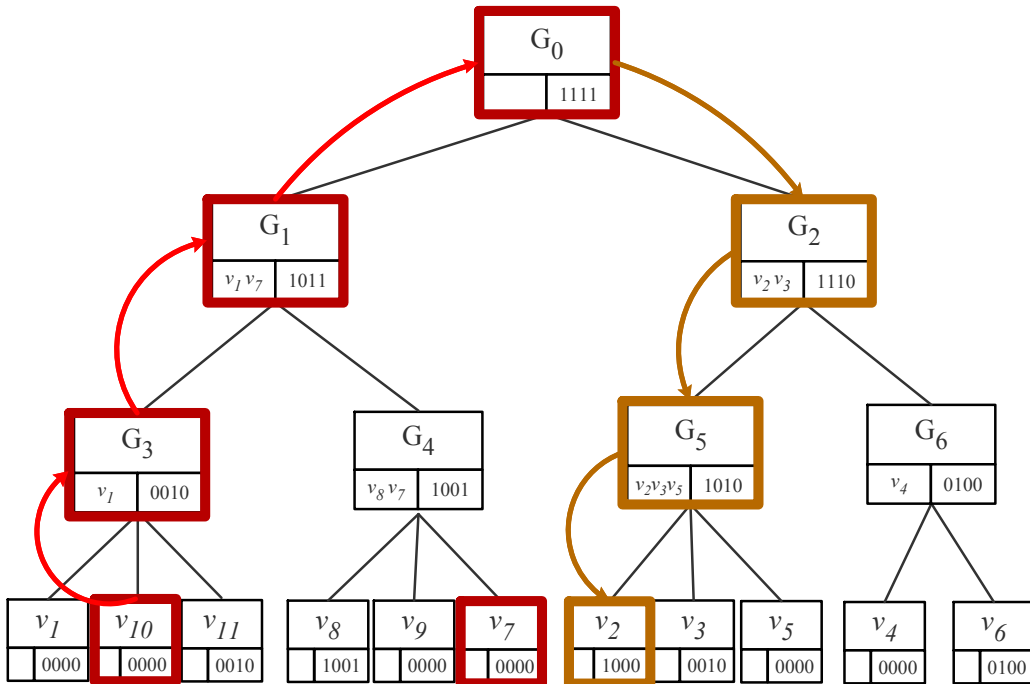 G0
1111
G1
v1 v7 1011
G2
v2 v3 1110
G3
v1 0010
G4
v8 v7 1001
G5
v2v3v5 1010
G6
v4 0100
v1
0000
v10
0000
v11
0010
v8
1001
v9
0000
v7
0000
v2
1000
v3
0010
v5
0000
v4
0000
v6
0100